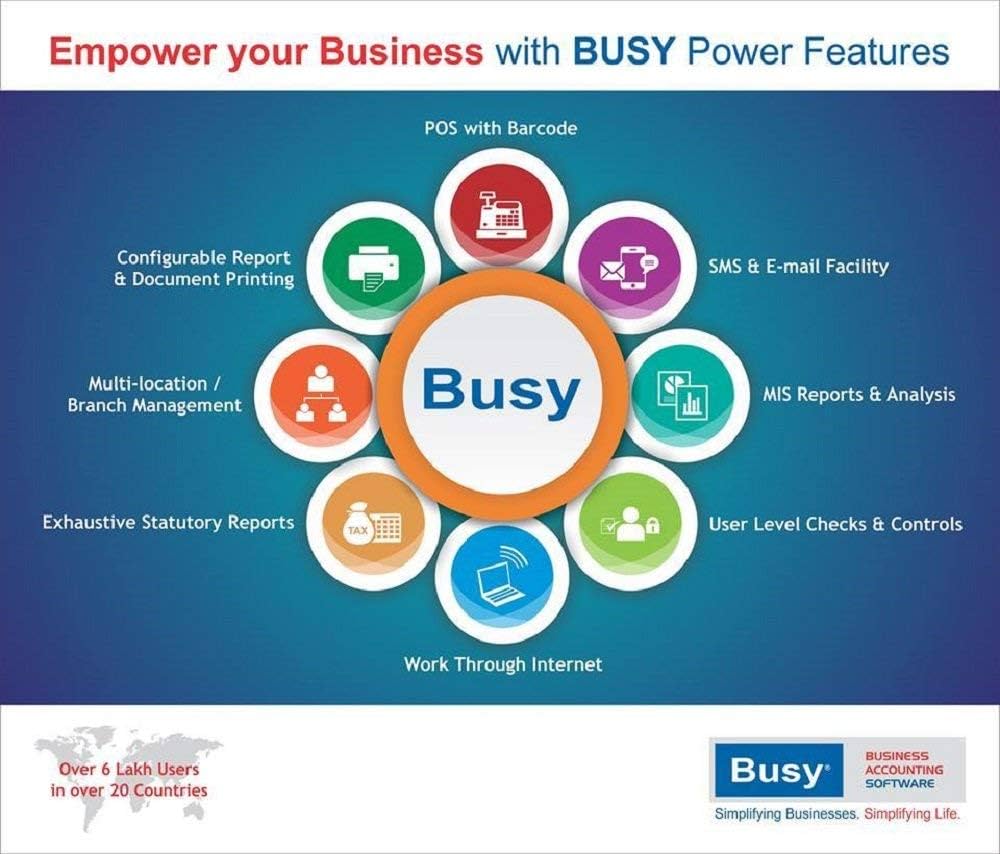 Empower your Business with BUSY Power Features
POS with Barcode
Configurable Report
& Document Printing
SMS & E-mail Facility
Multi-location /
Branch Management
Busy
MIS Reports & Analysis
Exhaustive Statutory Reports
TAX
User Level Checks & Controls
Work Through Internet
Over 6 Lakh Users
in over 20 Countries
Busy®
BUSINESS
ACCOUNTING
SOFTWARE
Simplifying Businesses. Simplifying Life.